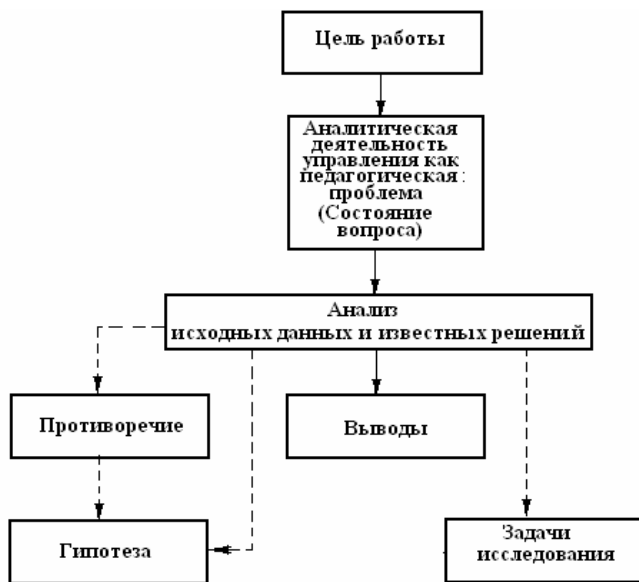 Цель работы
Аналитическая
деятельность
управления как
педагогическая :
проблема
(Состояние
вопроса)
Анализ
исходных данных и известных решений
Противоречие
Выводы
Гипотеза
Задачи
исследования